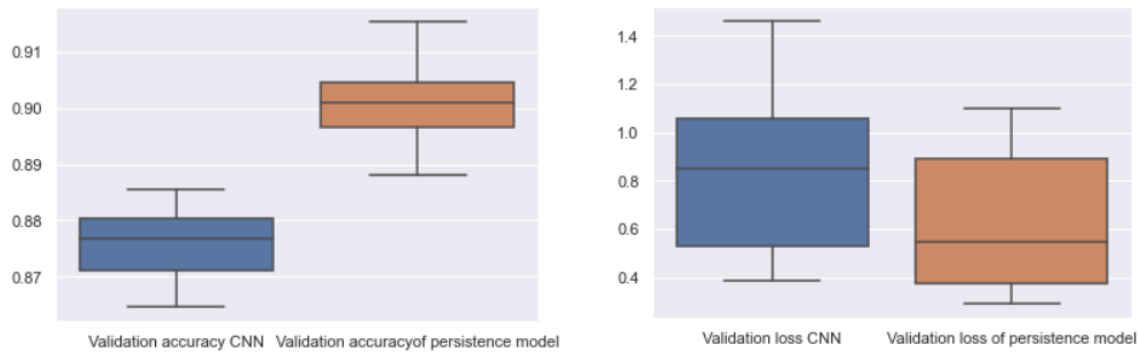 0.91
0.90
0.89
0.88
0.87
Validation accuracy CNN
Validation accuracyof persistence model
1.4
1.2
1.0
0.8
0.6
0.4
Validation loss CNN
Validation loss of persistence model